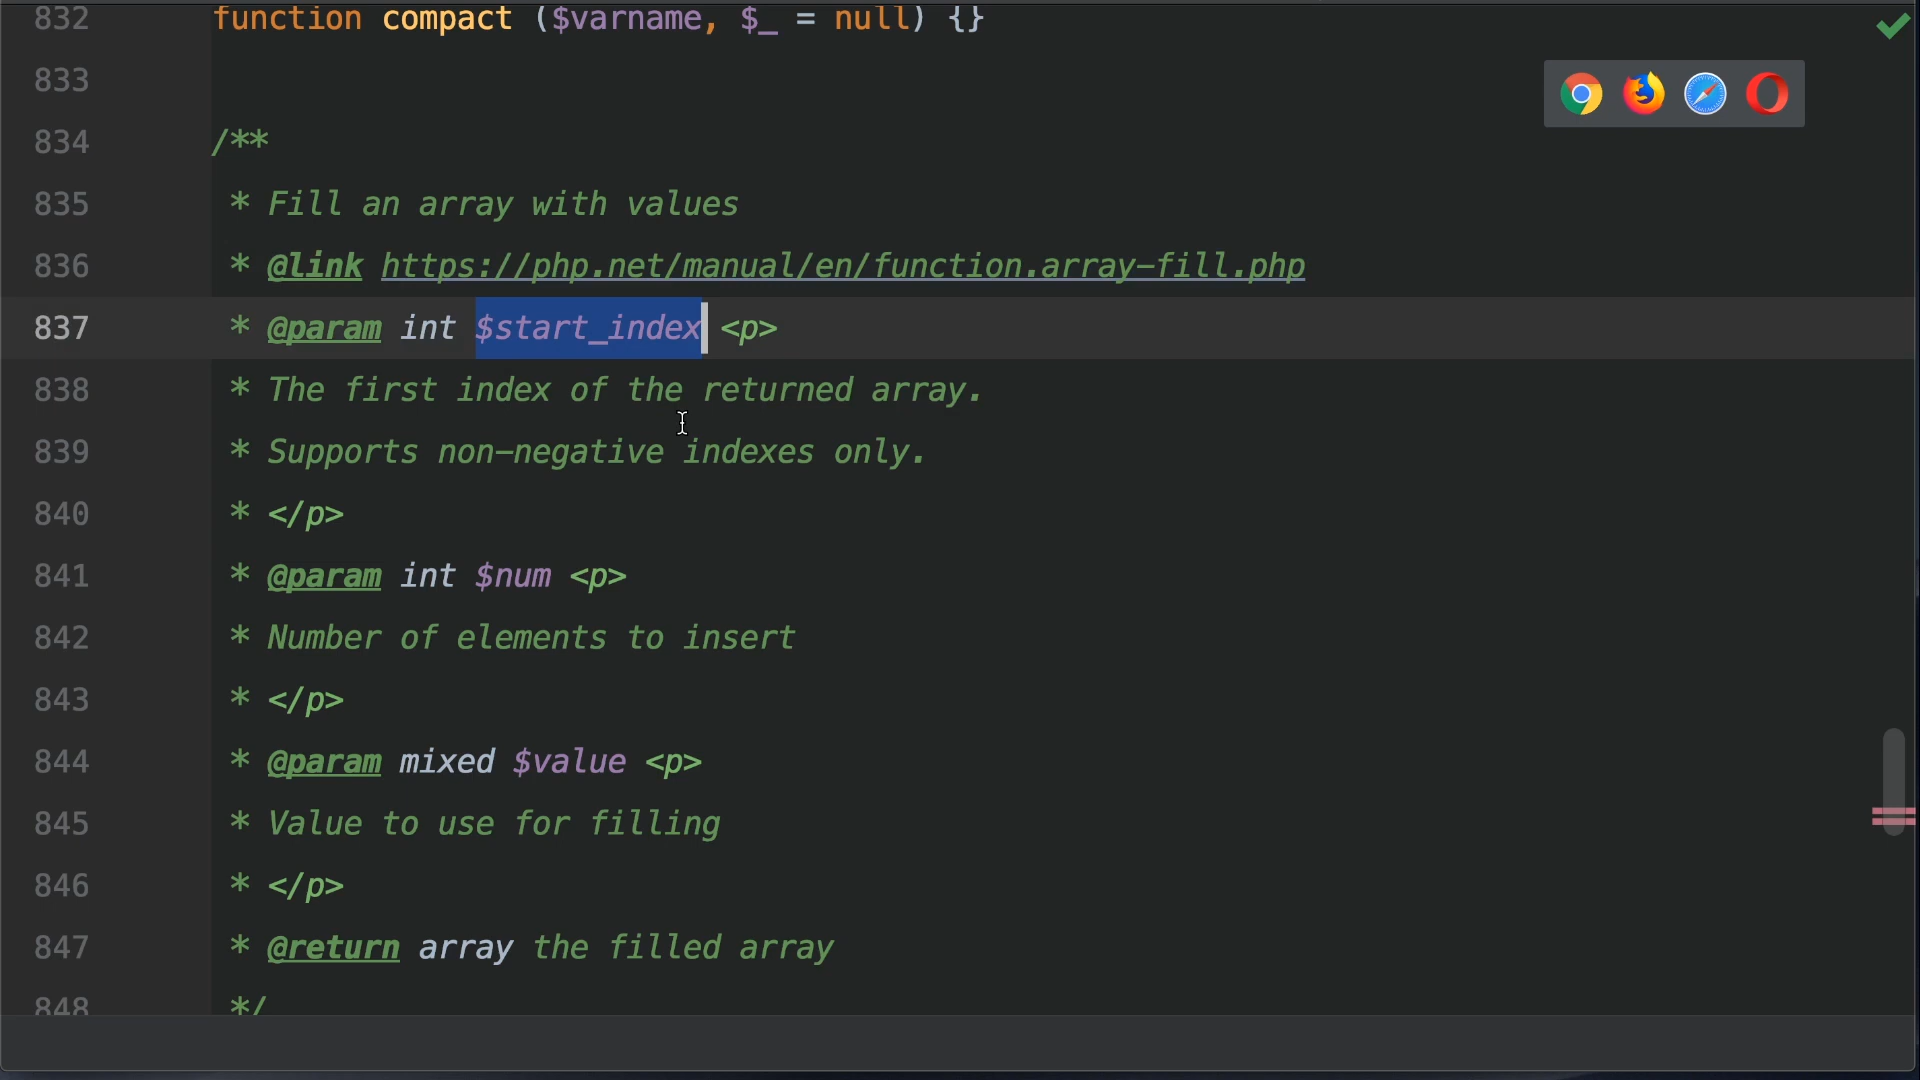 832 function compact ($varname, $_ = null) {}
833
834 /**
835 * Fill an array with values
836 * @link https://php.net/manual/en/function.array-fill.php
837 * @param int $start_index <p>
838 * The first index of the returned array.
839 * Supports non-negative indexes only.
840 * </p>
841 * @param int $num <p>
842 * Number of elements to insert
843 * </p>
844 * @param mixed $value <p>
845 * Value to use for filling
846 * </p>
847 * @return array the filled array
848 */